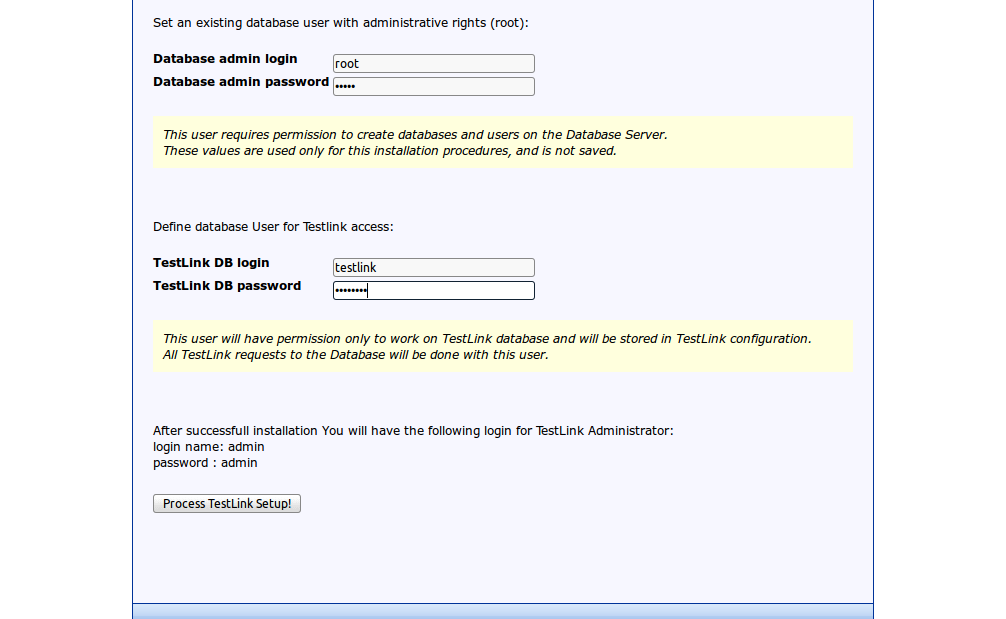 Set an existing database user with administrative rights (root):
Database admin login root
Database admin password •••••
This user requires permission to create databases and users on the Database Server.
These values are used only for this installation procedures, and is not saved.
Define database User for Testlink access:
TestLink DB login testlink
TestLink DB password ••••••••
This user will have permission only to work on TestLink database and will be stored in TestLink configuration.
All TestLink requests to the Database will be done with this user.
After successfull installation You will have the following login for TestLink Administrator:
login name: admin
password : admin
Process TestLink Setup!